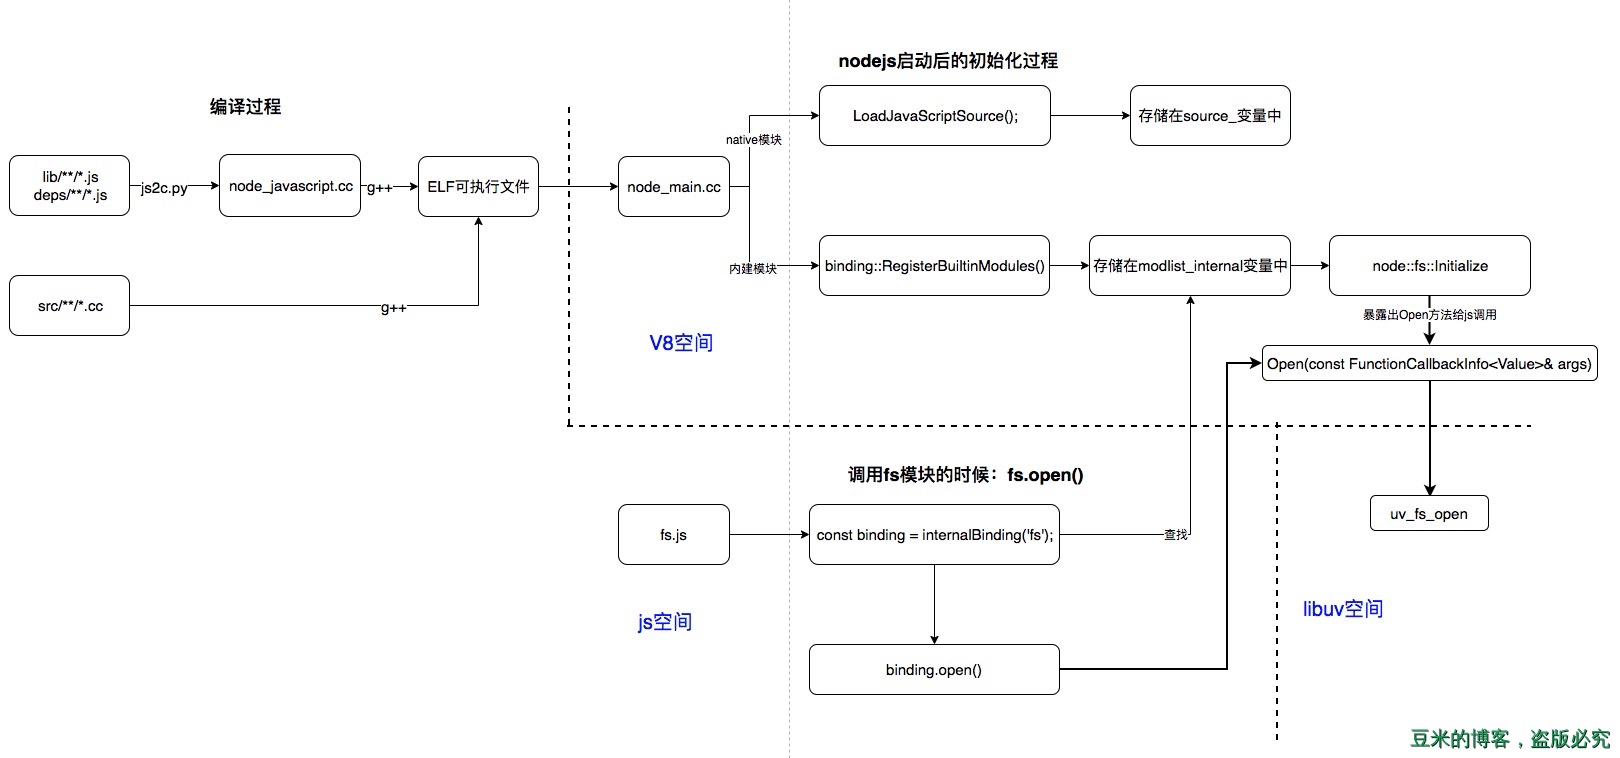 nodejs启动后的初始化过程
编译过程
lib/**/*.js
deps/**/*.js
js2c.py
node_javascript.cc
g++
ELF可执行文件
src/**/*.cc
g++
node_main.cc
native模块
LoadJavaScriptSource();
存储在source_变量中
内建模块
binding::RegisterBuiltinModules()
存储在modlist_internal变量中
node::fs::Initialize
暴露出Open方法给js调用
Open(const FunctionCallbackInfo<Value>& args)
V8空间
调用fs模块的时候：fs.open()
fs.js
const binding = internalBinding('fs');
查找
uv_fs_open
js空间
libuv空间
binding.open()
豆米的博客，盗版必究